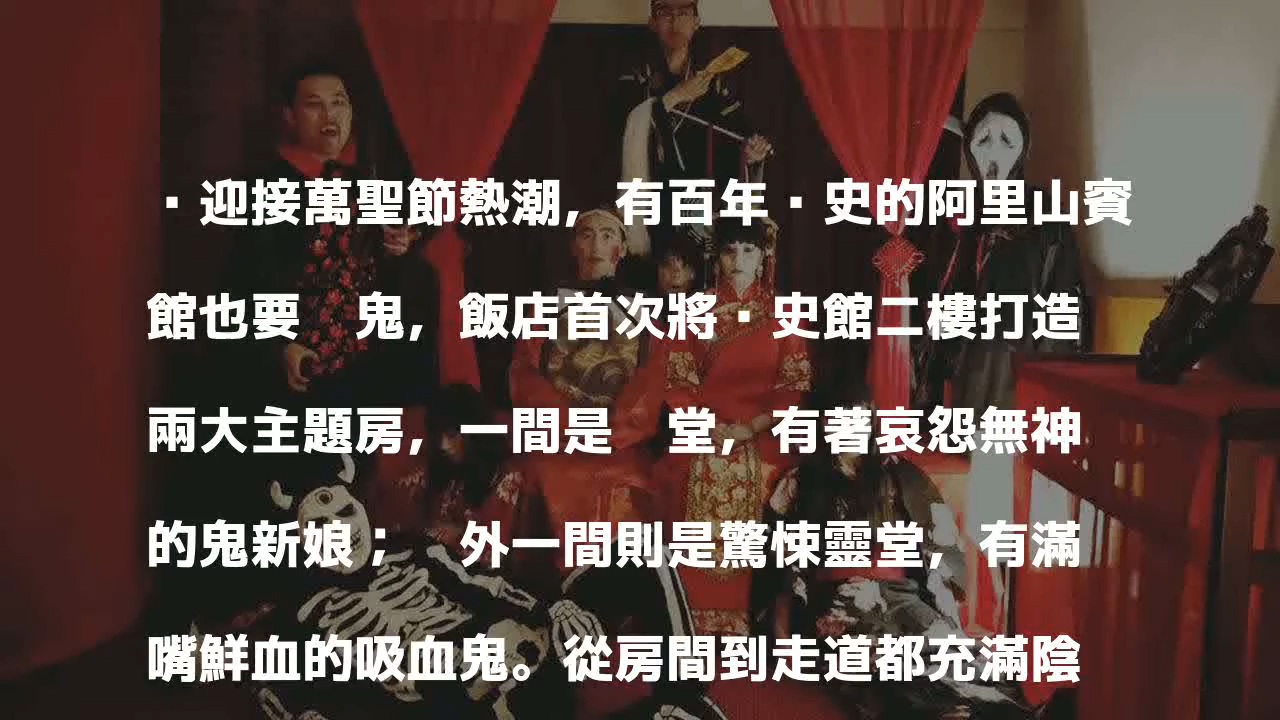 ·迎接萬聖節熱潮，有百年·史的阿里山賓
館也要　鬼，飯店首次將·史館二樓打造
兩大主題房，一間是　堂，有著哀怨無神
的鬼新娘；　外一間則是驚悚靈堂，有滿
嘴鮮血的吸血鬼。從房間到走道都充滿陰